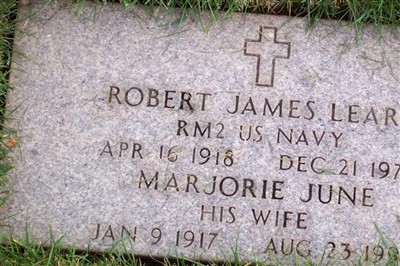 ROBERT JAMES LEAR
RM2 US NAVY
APR 16 1918 DEC 21 197
MARJORIE JUNE
HIS WIFE
JAN 9 1917 AUG 23 199